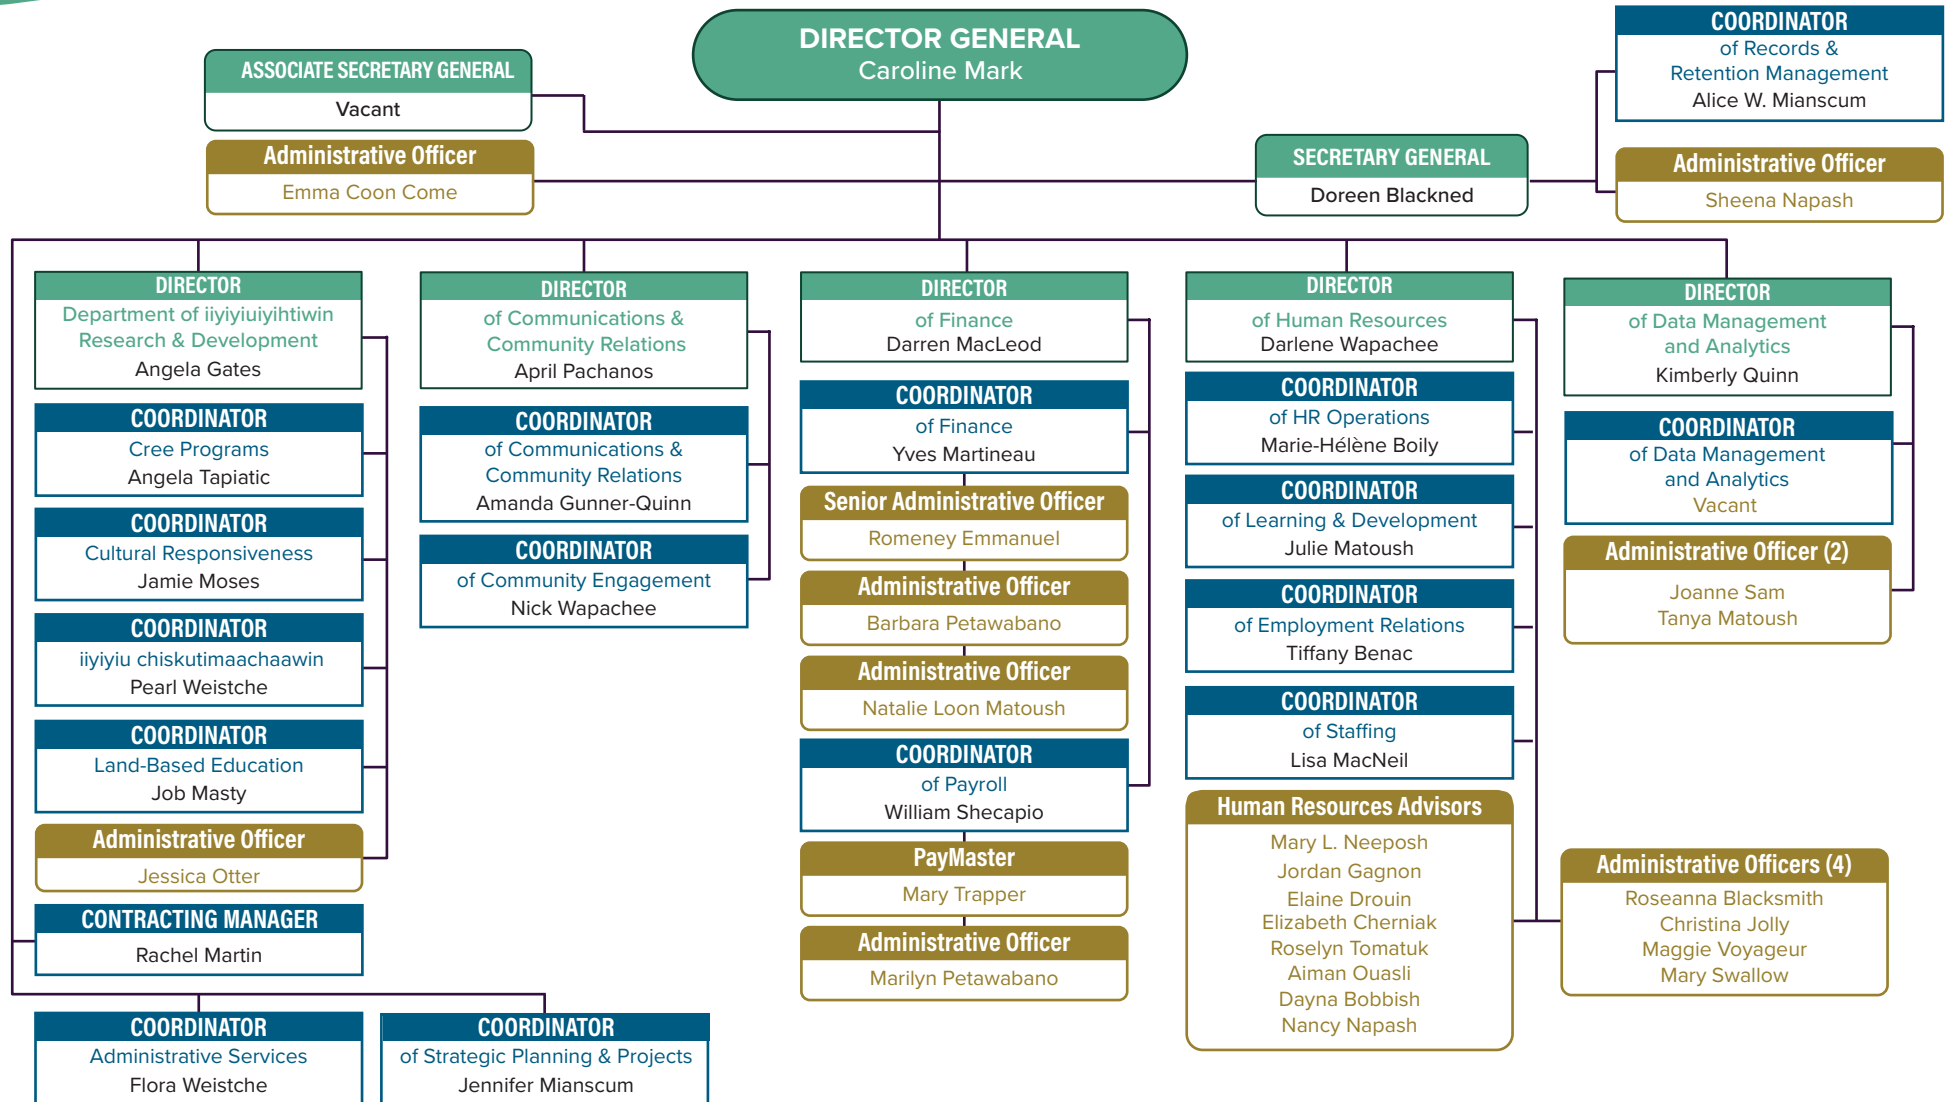 DIRECTOR GENERAL
Caroline Mark
ASSOCIATE SECRETARY GENERAL
Vacant
Administrative Officer
Emma Coon Come
SECRETARY GENERAL
Doreen Blackned
COORDINATOR
of Records &
Retention Management
Alice W. Mianscum
Administrative Officer
Sheena Napash
DIRECTOR
Department of iiyiyiuiyihtiwin
Research & Development
Angela Gates
COORDINATOR
Cree Programs
Angela Tapiatic
COORDINATOR
Cultural Responsiveness
Jamie Moses
COORDINATOR
iiyiyiu chiskutimaachaawin
Pearl Weistche
COORDINATOR
Land-Based Education
Job Masty
Administrative Officer
Jessica Otter
CONTRACTING MANAGER
Rachel Martin
COORDINATOR
Administrative Services
Flora Weistche
COORDINATOR
of Strategic Planning & Projects
Jennifer Mianscum
DIRECTOR
of Communications &
Community Relations
April Pachanos
COORDINATOR
of Communications &
Community Relations
Amanda Gunner-Quinn
COORDINATOR
of Community Engagement
Nick Wapachee
DIRECTOR
of Finance
Darren MacLeod
COORDINATOR
of Finance
Yves Martineau
Senior Administrative Officer
Romeney Emmanuel
Administrative Officer
Barbara Petawabano
Administrative Officer
Natalie Loon Matoush
COORDINATOR
of Payroll
William Shecapio
PayMaster
Mary Trapper
Administrative Officer
Marilyn Petawabano
DIRECTOR
of Human Resources
Darlene Wapachee
COORDINATOR
of HR Operations
Marie-Hélène Boily
COORDINATOR
of Learning & Development
Julie Matoush
COORDINATOR
of Employment Relations
Tiffany Benac
COORDINATOR
of Staffing
Lisa MacNeil
Human Resources Advisors
Mary L. Neeposh
Jordan Gagnon
Elaine Drouin
Elizabeth Cherniak
Roselyn Tomatuk
Aiman Ouasli
Dayna Bobbish
Nancy Napash
Administrative Officers (4)
Roseanna Blacksmith
Christina Jolly
Maggie Voyageur
Mary Swallow
DIRECTOR
of Data Management
and Analytics
Kimberly Quinn
COORDINATOR
of Data Management
and Analytics
Vacant
Administrative Officer (2)
Joanne Sam
Tanya Matoush